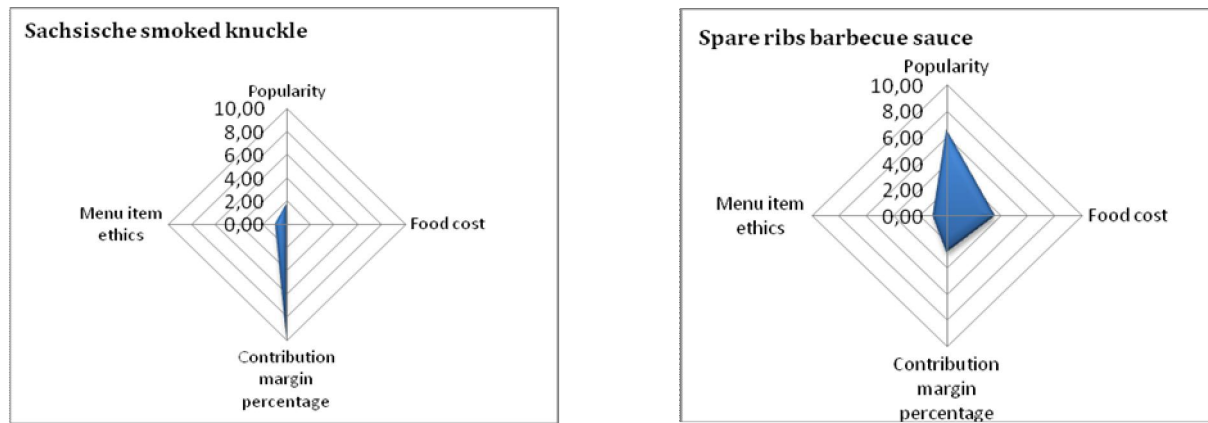 Sachsische smoked knuckle
Popularity
10,00
8,00
6,00
4,00
2,00
0,00
Menu item
ethics
Food cost
Contribution
margin
percentage
Spare ribs barbecue sauce
Popularity
10,00
8,00
6,00
4,00
2,00
0,00
Menu item
ethics
Food cost
Contribution
margin
percentage